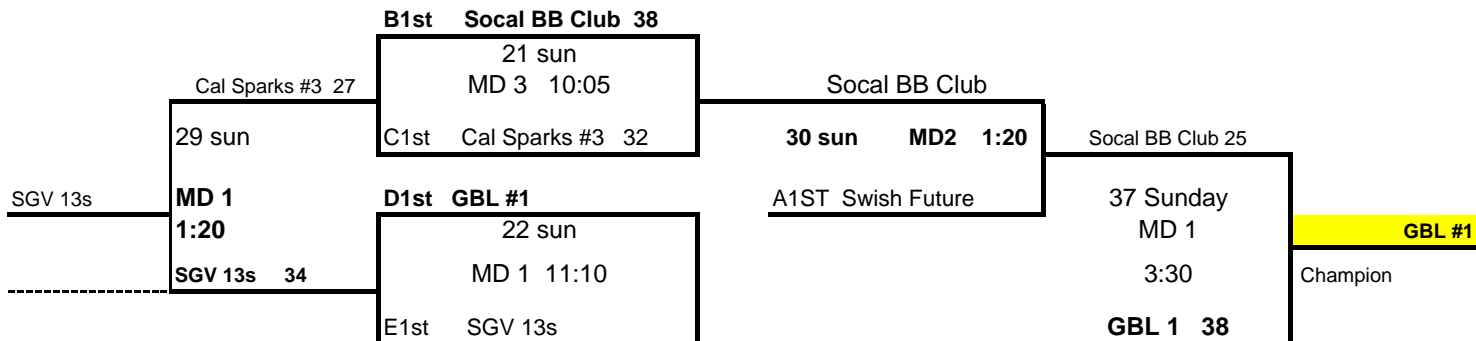 B1st Socal BB Club 38
21 sun
Cal Sparks #3 27 MD 3 10:05 Socal BB Club
29 sun C1st Cal Sparks #3 32 30 sun MD2 1:20 Socal BB Club 25
SGV 13s MD 1 D1st GBL #1 A1ST Swish Future 37 Sunday
1:20 22 sun MD 1 GBL #1
SGV 13s 34 MD 1 11:10 3:30 Champion
E1st SGV 13s GBL 1 38